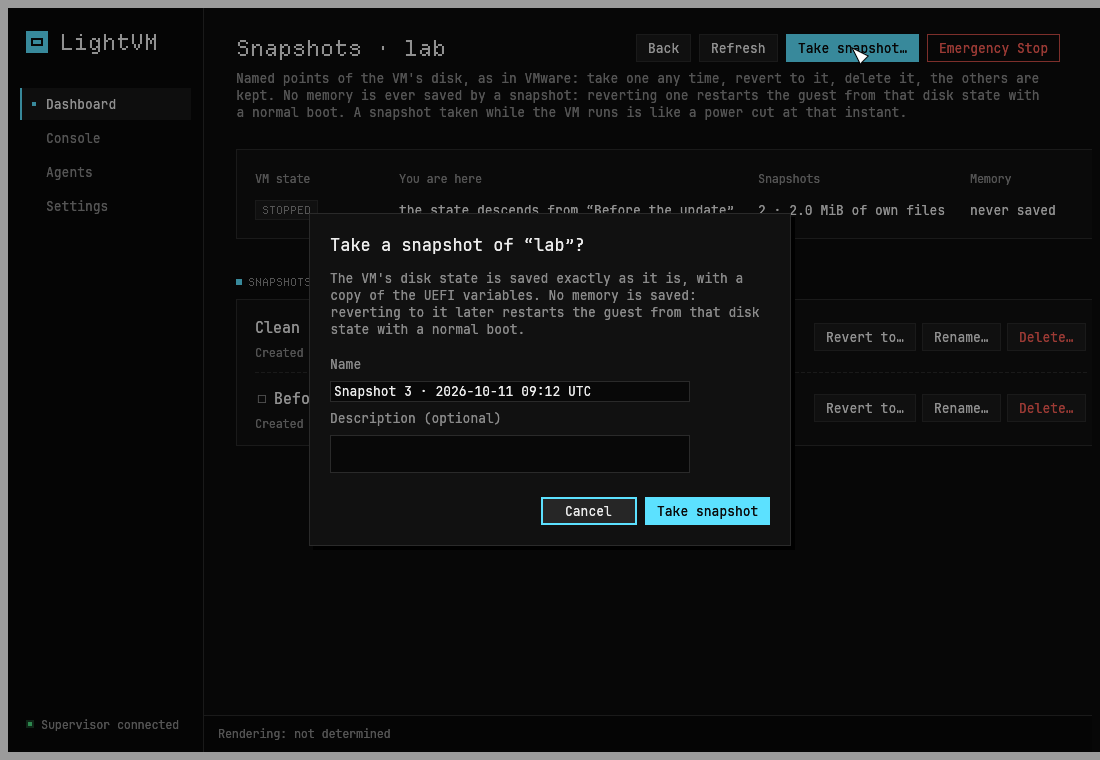 LightVM
Dashboard
Console
Agents
Settings
Supervisor connected
Snapshots · lab
Back
Refresh
Take snapshot…
Emergency Stop
Named points of the VM's disk, as in VMware: take one any time, revert to it, delete it, the others are
kept. No memory is ever saved by a snapshot: reverting one restarts the guest from that disk state with
a normal boot. A snapshot taken while the VM runs is like a power cut at that instant.
VM state
You are here
Snapshots
Memory
STOPPED
the state descends from “Before the update”
2 · 2.0 MiB of own files
never saved
SNAPSHOTS
Clean
Created
Revert to…
Rename…
Delete…
Created
Revert to…
Rename…
Delete…
Take a snapshot of “lab”?
The VM's disk state is saved exactly as it is, with a
copy of the UEFI variables. No memory is saved:
reverting to it later restarts the guest from that disk
state with a normal boot.
Name
Snapshot 3 · 2026-10-11 09:12 UTC
Description (optional)
Cancel
Take snapshot
Rendering: not determined